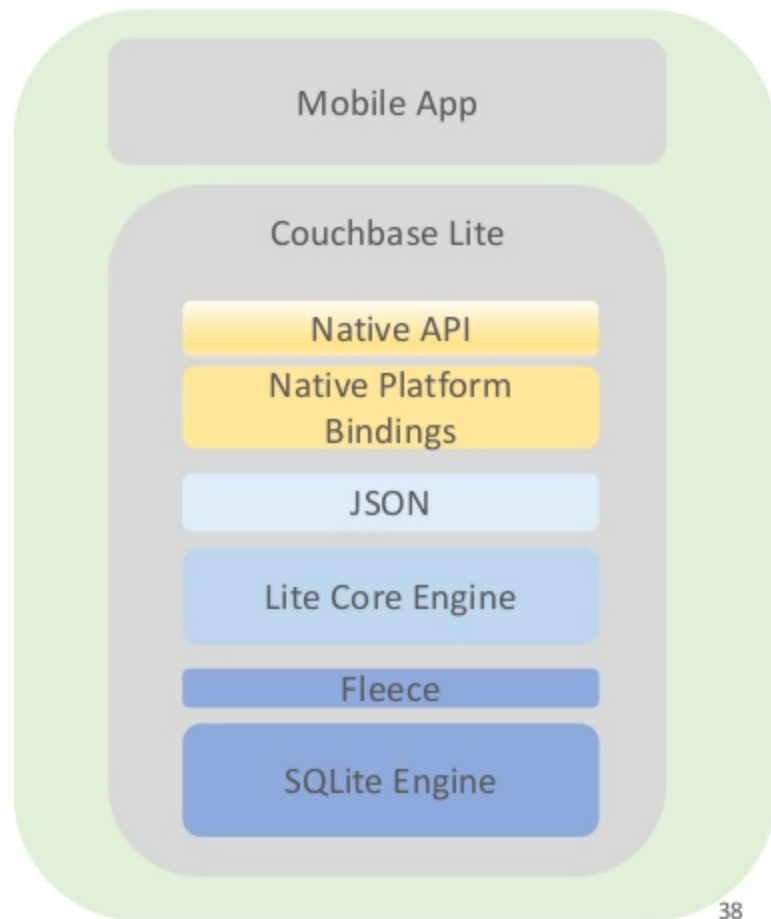 Mobile App
Couchbase Lite
Native API
Native Platform
Bindings
JSON
Lite Core Engine
Fleece
SQLite Engine
38